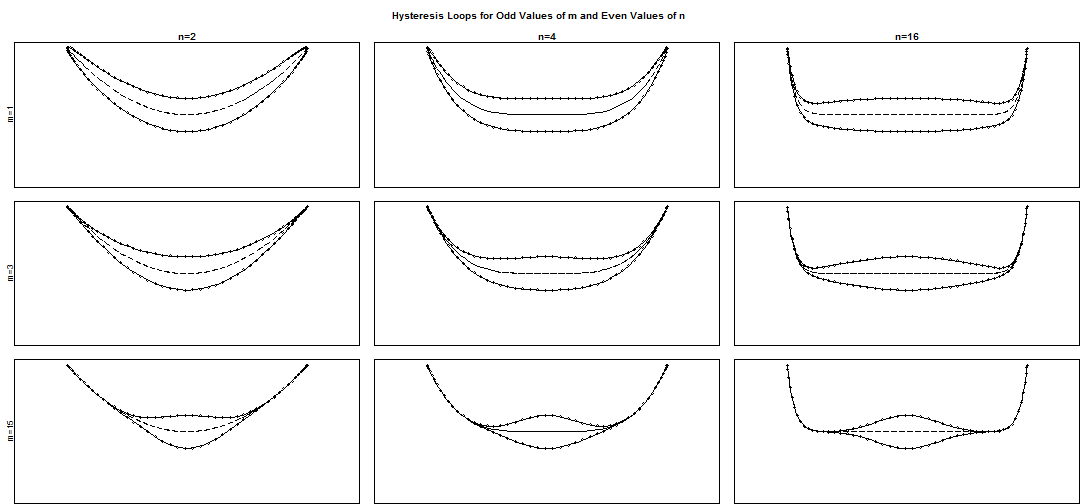 Hysteresis Loops for Odd Values of m and Even Values of n
n=2 n=4 n=16
m=1
m=3
m=15